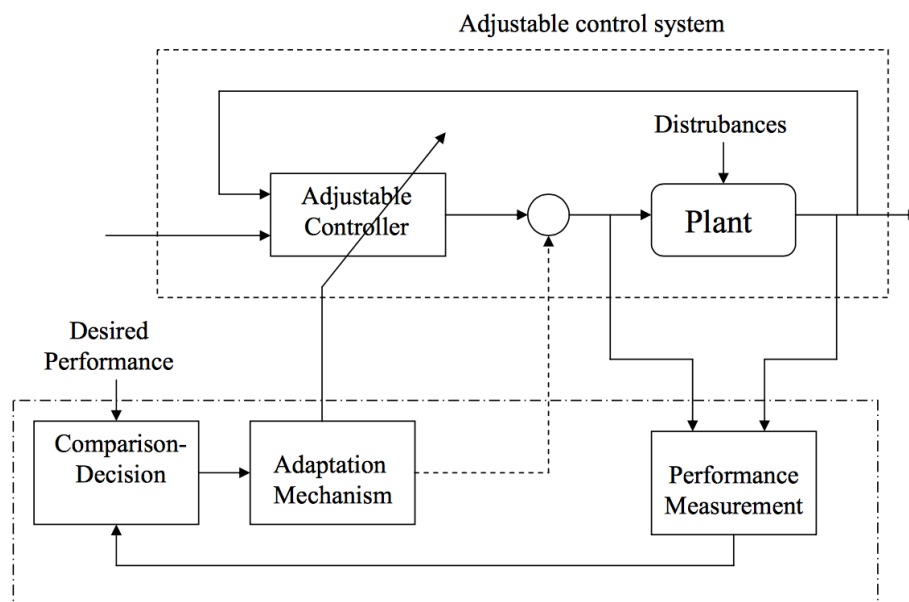 Adjustable control system
Distrubances
Adjustable
Controller
Plant
Desired
Performance
Comparison-
Decision
Adaptation
Mechanism
Performance
Measurement